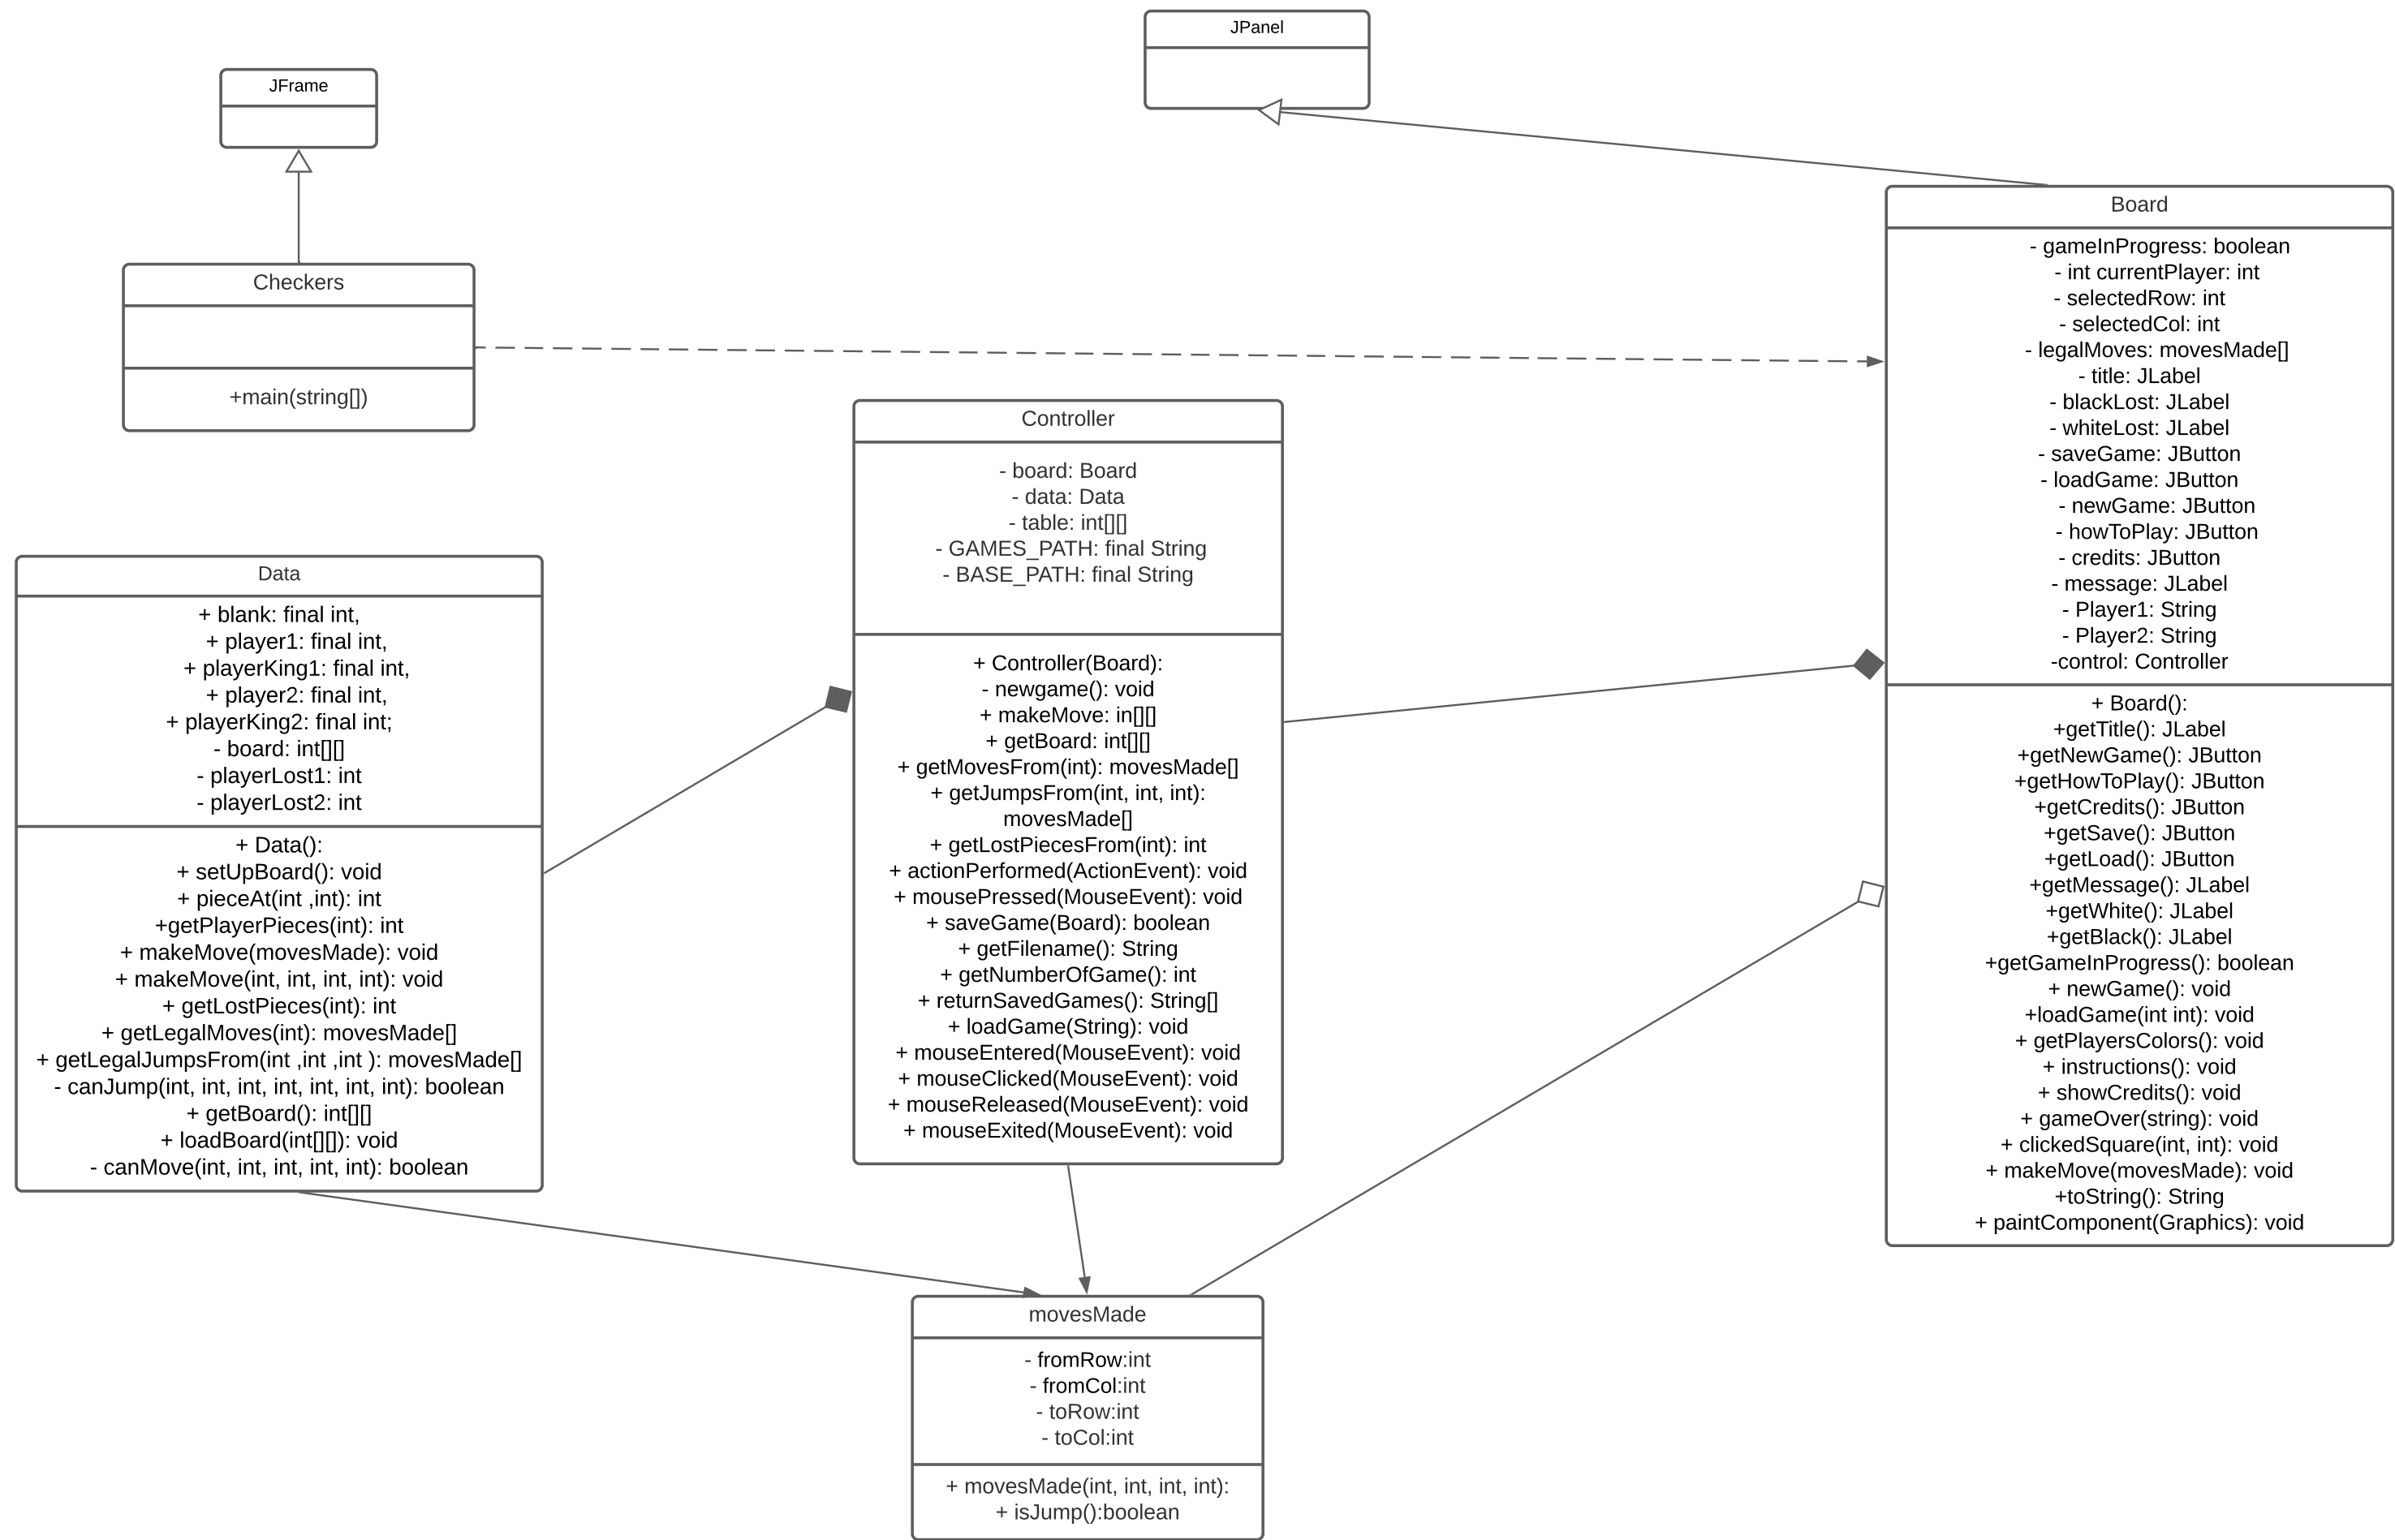 JPanel
JFrame
Checkers
+main(string[])
Board
- gameInProgress: boolean
- int currentPlayer: int
- selectedRow: int
- selectedCol: int
- legalMoves: movesMade[]
- title: JLabel
- blackLost: JLabel
- whiteLost: JLabel
- saveGame: JButton
- loadGame: JButton
- newGame: JButton
- howToPlay: JButton
- credits: JButton
- message: JLabel
- Player1: String
- Player2: String
-control: Controller
+ Board():
+getTitle(): JLabel
+getNewGame(): JButton
+getHowToPlay(): JButton
+getCredits(): JButton
+getSave(): JButton
+getLoad(): JButton
+getMessage(): JLabel
+getWhite(): JLabel
+getBlack(): JLabel
+getGameInProgress(): boolean
+ newGame(): void
+loadGame(int int): void
+ getPlayersColors(): void
+ instructions(): void
+ showCredits(): void
+ gameOver(string): void
+ clickedSquare(int, int): void
+ makeMove(movesMade): void
+toString(): String
+ paintComponent(Graphics): void
Controller
- board: Board
- data: Data
- table: int[][]
- GAMES_PATH: final String
- BASE_PATH: final String
+ Controller(Board):
- newgame(): void
+ makeMove: in[][]
+ getBoard: int[][]
+ getMovesFrom(int): movesMade[]
+ getJumpsFrom(int, int, int):
movesMade[]
+ getLostPiecesFrom(int): int
+ actionPerformed(ActionEvent): void
+ mousePressed(MouseEvent): void
+ saveGame(Board): boolean
+ getFilename(): String
+ getNumberOfGame(): int
+ returnSavedGames(): String[]
+ loadGame(String): void
+ mouseEntered(MouseEvent): void
+ mouseClicked(MouseEvent): void
+ mouseReleased(MouseEvent): void
+ mouseExited(MouseEvent): void
Data
+ blank: final int,
+ player1: final int,
+ playerKing1: final int,
+ player2: final int,
+ playerKing2: final int;
- board: int[][]
- playerLost1: int
- playerLost2: int
+ Data():
+ setUpBoard(): void
+ pieceAt(int ,int): int
+getPlayerPieces(int): int
+ makeMove(movesMade): void
+ makeMove(int, int, int, int): void
+ getLostPieces(int): int
+ getLegalMoves(int): movesMade[]
+ getLegalJumpsFrom(int ,int ,int ): movesMade[]
- canJump(int, int, int, int, int, int, int): boolean
+ getBoard(): int[][]
+ loadBoard(int[][]): void
- canMove(int, int, int, int, int): boolean
movesMade
- fromRow:int
- fromCol:int
- toRow:int
- toCol:int
+ movesMade(int, int, int, int):
+ isJump():boolean